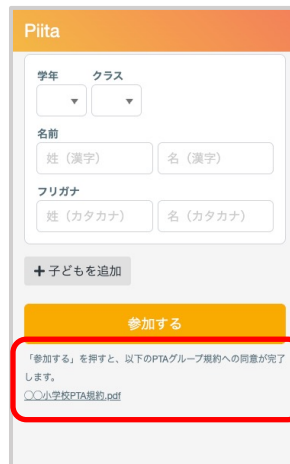 Piita
学年 クラス
名前
姓（漢字） 名（漢字）
フリガナ
姓（カタカナ） 名（カタカナ）
+子どもを追加
参加する
「参加する」を押すと、以下のPTAグループ規約への同意が完了
します。
〇〇小学校PTA規約.pdf